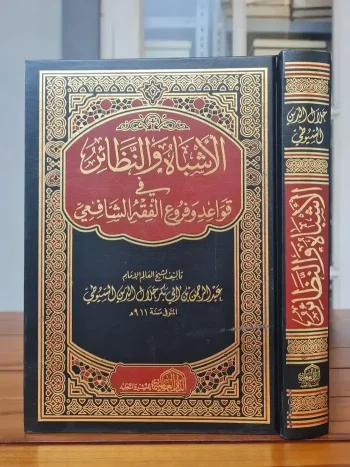 الأشباه والنظائر
في
قواعد وفروع الفقه الشافعي
تأليف الشيخ العالم الإمام
عبد الرحمن بن أبي بكر جلال الدين السيوطي
المتوفى سنة ٩١١ هـ
جلال الدين
السيوطي
الأشباه والنظائر